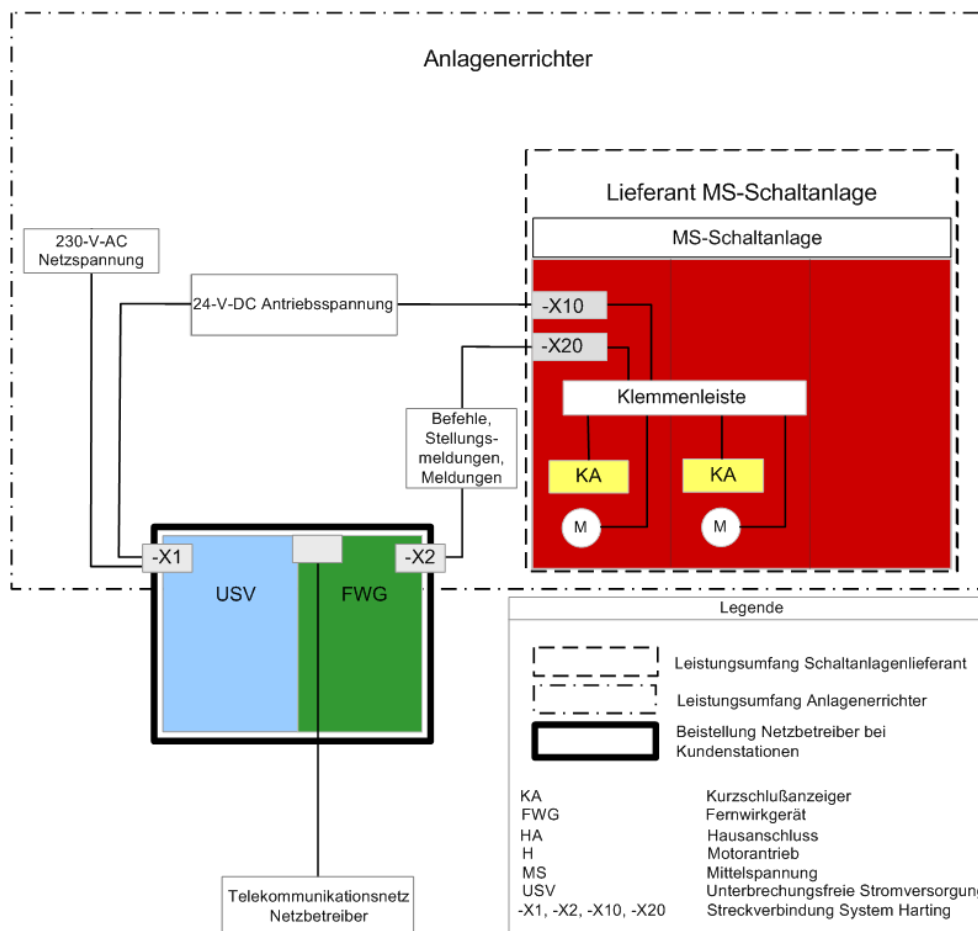 Anlagenerrichter
Lieferant MS-Schaltanlage
MS-Schaltanlage
230-V-AC
Netzspannung
24-V-DC Antriebsspannung
-X10
-X20
Klemmenleiste
Befehle,
Stellungs-
meldungen,
Meldungen
KA
KA
M
M
-X1
-X2
USV
FWG
Telekommunikationsnetz
Netzbetreiber
Legende
Leistungsumfang Schaltanlagenlieferant
Leistungsumfang Anlagenerrichter
Beistellung Netzbetreiber bei
Kundenstationen
KA Kurzschlußanzeiger
FWG Fernwirkgerät
HA Hausanschluss
H Motorantrieb
MS Mittelspannung
USV Unterbrechungsfreie Stromversorgung
-X1, -X2, -X10, -X20 Streckverbindung System Harting